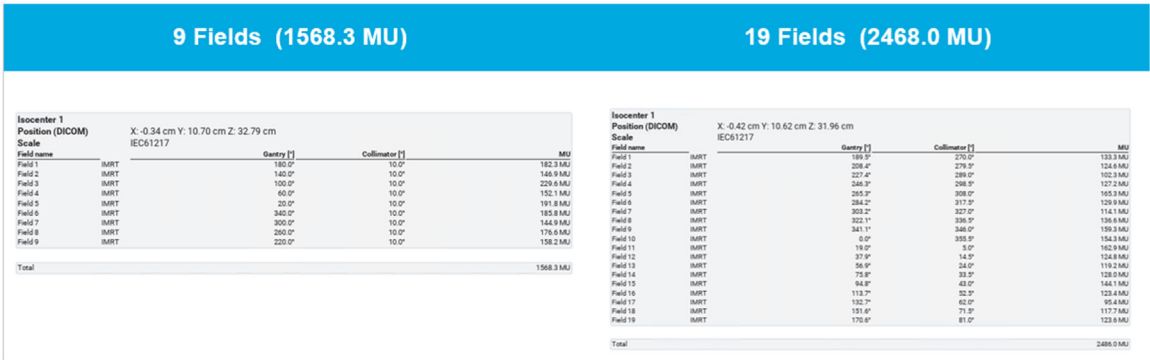 9 Fields (1568.3 MU)
Isocenter 1
Position (DICOM) X: -0.34 cm Y: 10.70 cm Z: 32.79 cm
Scale IEC61217
Field name Gantry [°] Collimator [°] MU
Field 1 IMRT 180.0° 10.0° 182.3 MU
Field 2 IMRT 140.0° 10.0° 146.9 MU
Field 3 IMRT 100.0° 10.0° 229.6 MU
Field 4 IMRT 60.0° 10.0° 152.1 MU
Field 5 IMRT 20.0° 10.0° 191.8 MU
Field 6 IMRT 340.0° 10.0° 185.8 MU
Field 7 IMRT 300.0° 10.0° 144.9 MU
Field 8 IMRT 260.0° 10.0° 176.6 MU
Field 9 IMRT 220.0° 10.0° 158.2 MU
Total 1568.3 MU
19 Fields (2468.0 MU)
Isocenter 1
Position (DICOM) X: -0.42 cm Y: 10.62 cm Z: 31.96 cm
Scale IEC61217
Field name Gantry [°] Collimator [°] MU
Field 1 IMRT 189.5° 270.0° 133.3 MU
Field 2 IMRT 208.4° 279.5° 124.6 MU
Field 3 IMRT 227.4° 289.0° 102.3 MU
Field 4 IMRT 246.3° 298.5° 127.2 MU
Field 5 IMRT 265.3° 308.0° 165.3 MU
Field 6 IMRT 284.2° 317.5° 129.9 MU
Field 7 IMRT 303.2° 327.0° 114.1 MU
Field 8 IMRT 322.1° 336.5° 136.6 MU
Field 9 IMRT 341.1° 346.0° 159.3 MU
Field 10 IMRT 0.0° 355.5° 154.3 MU
Field 11 IMRT 19.0° 5.0° 162.9 MU
Field 12 IMRT 37.9° 14.5° 124.8 MU
Field 13 IMRT 56.9° 24.0° 119.2 MU
Field 14 IMRT 75.8° 33.5° 128.0 MU
Field 15 IMRT 94.8° 43.0° 144.1 MU
Field 16 IMRT 113.7° 52.5° 123.4 MU
Field 17 IMRT 132.7° 62.0° 95.4 MU
Field 18 IMRT 151.6° 71.5° 117.7 MU
Field 19 IMRT 170.6° 81.0° 123.6 MU
Total 2486.0 MU